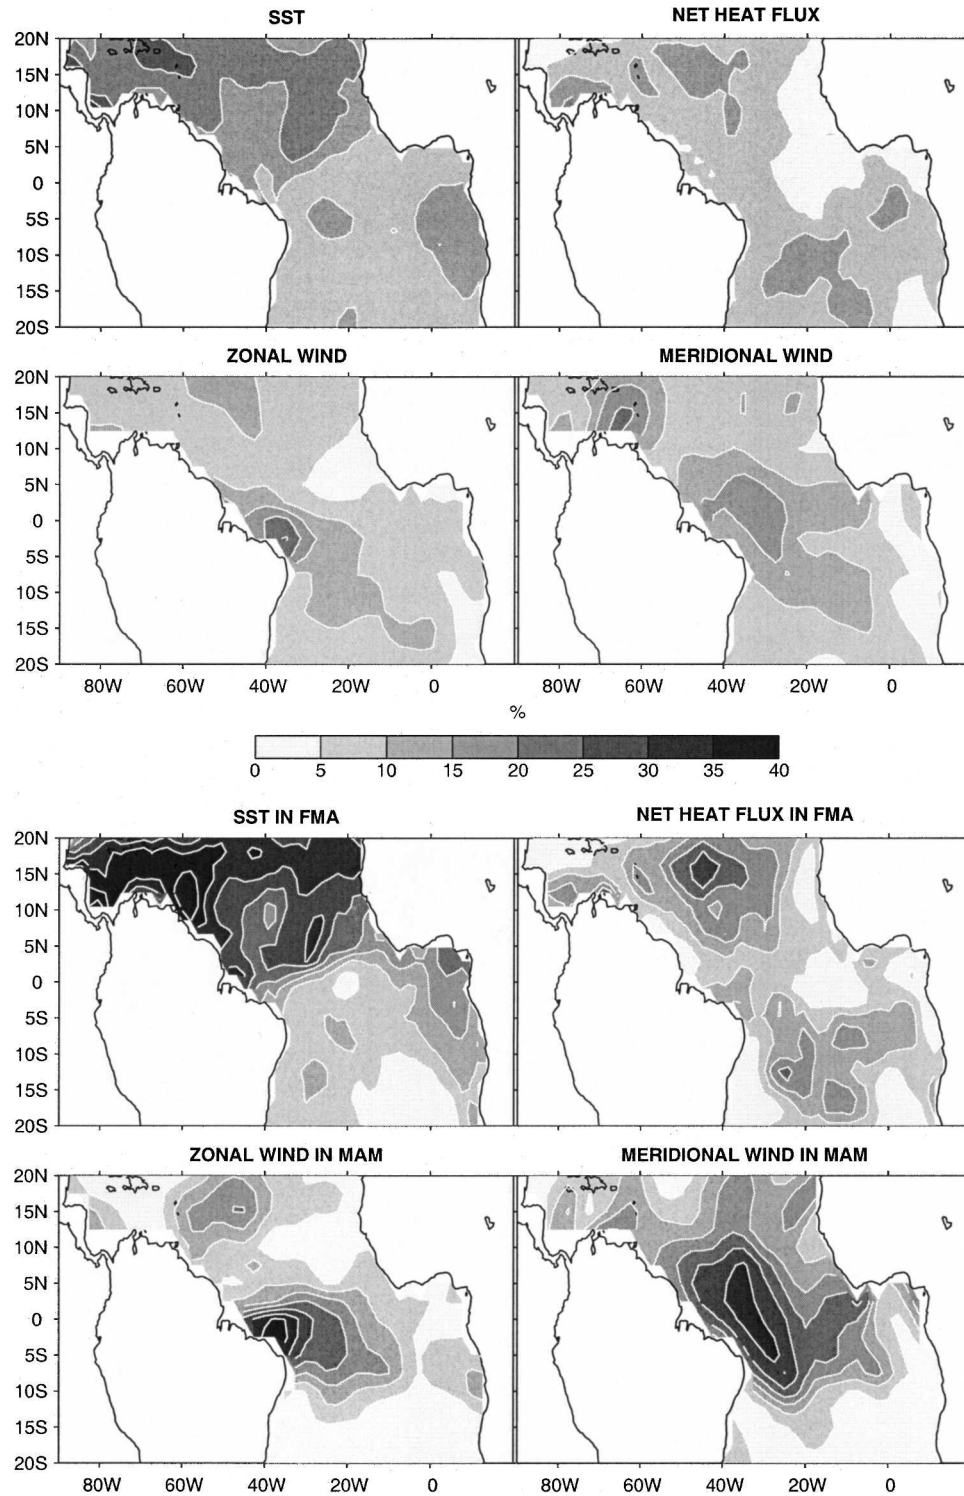 SST NET HEAT FLUX
20N
15N
10N
5N
0
5S
10S
15S
20S
ZONAL WIND MERIDIONAL WIND
20N
15N
10N
5N
0
5S
10S
15S
20S
80W 60W 40W 20W 0 80W 60W 40W 20W 0
%
0 5 10 15 20 25 30 35 40
SST IN FMA NET HEAT FLUX IN FMA
20N
15N
10N
5N
0
5S
10S
15S
20S
ZONAL WIND IN MAM MERIDIONAL WIND IN MAM
20N
15N
10N
5N
0
5S
10S
15S
20S
80W 60W 40W 20W 0 80W 60W 40W 20W 0